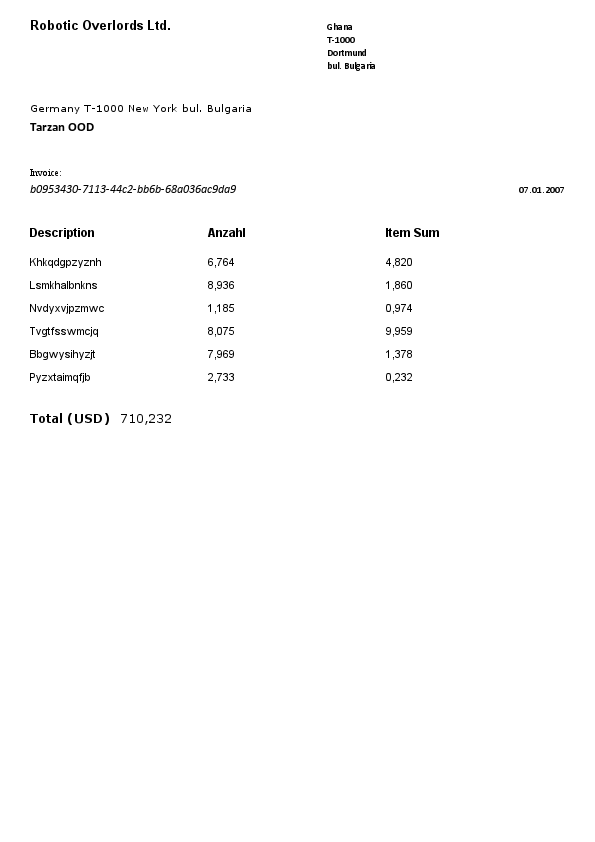 Robotic Overlords Ltd.
Ghana
T-1000
Dortmund
bul. Bulgaria
Germany T-1000 New York bul. Bulgaria
Tarzan OOD
Invoice:
b0953430-7113-44c2-bb6b-68a036ac9da9
07.01.2007
Description Anzahl Item Sum
Khkqdgpzyznh 6,764 4,820
Lsmkhalbnkns 8,936 1,860
Nvdyxvjpzmwc 1,185 0,974
Tvgtfsswmcjq 8,075 9,959
Bbgwysihyzjt 7,969 1,378
Pyzxtaimqfjb 2,733 0,232
Total (USD) 710,232